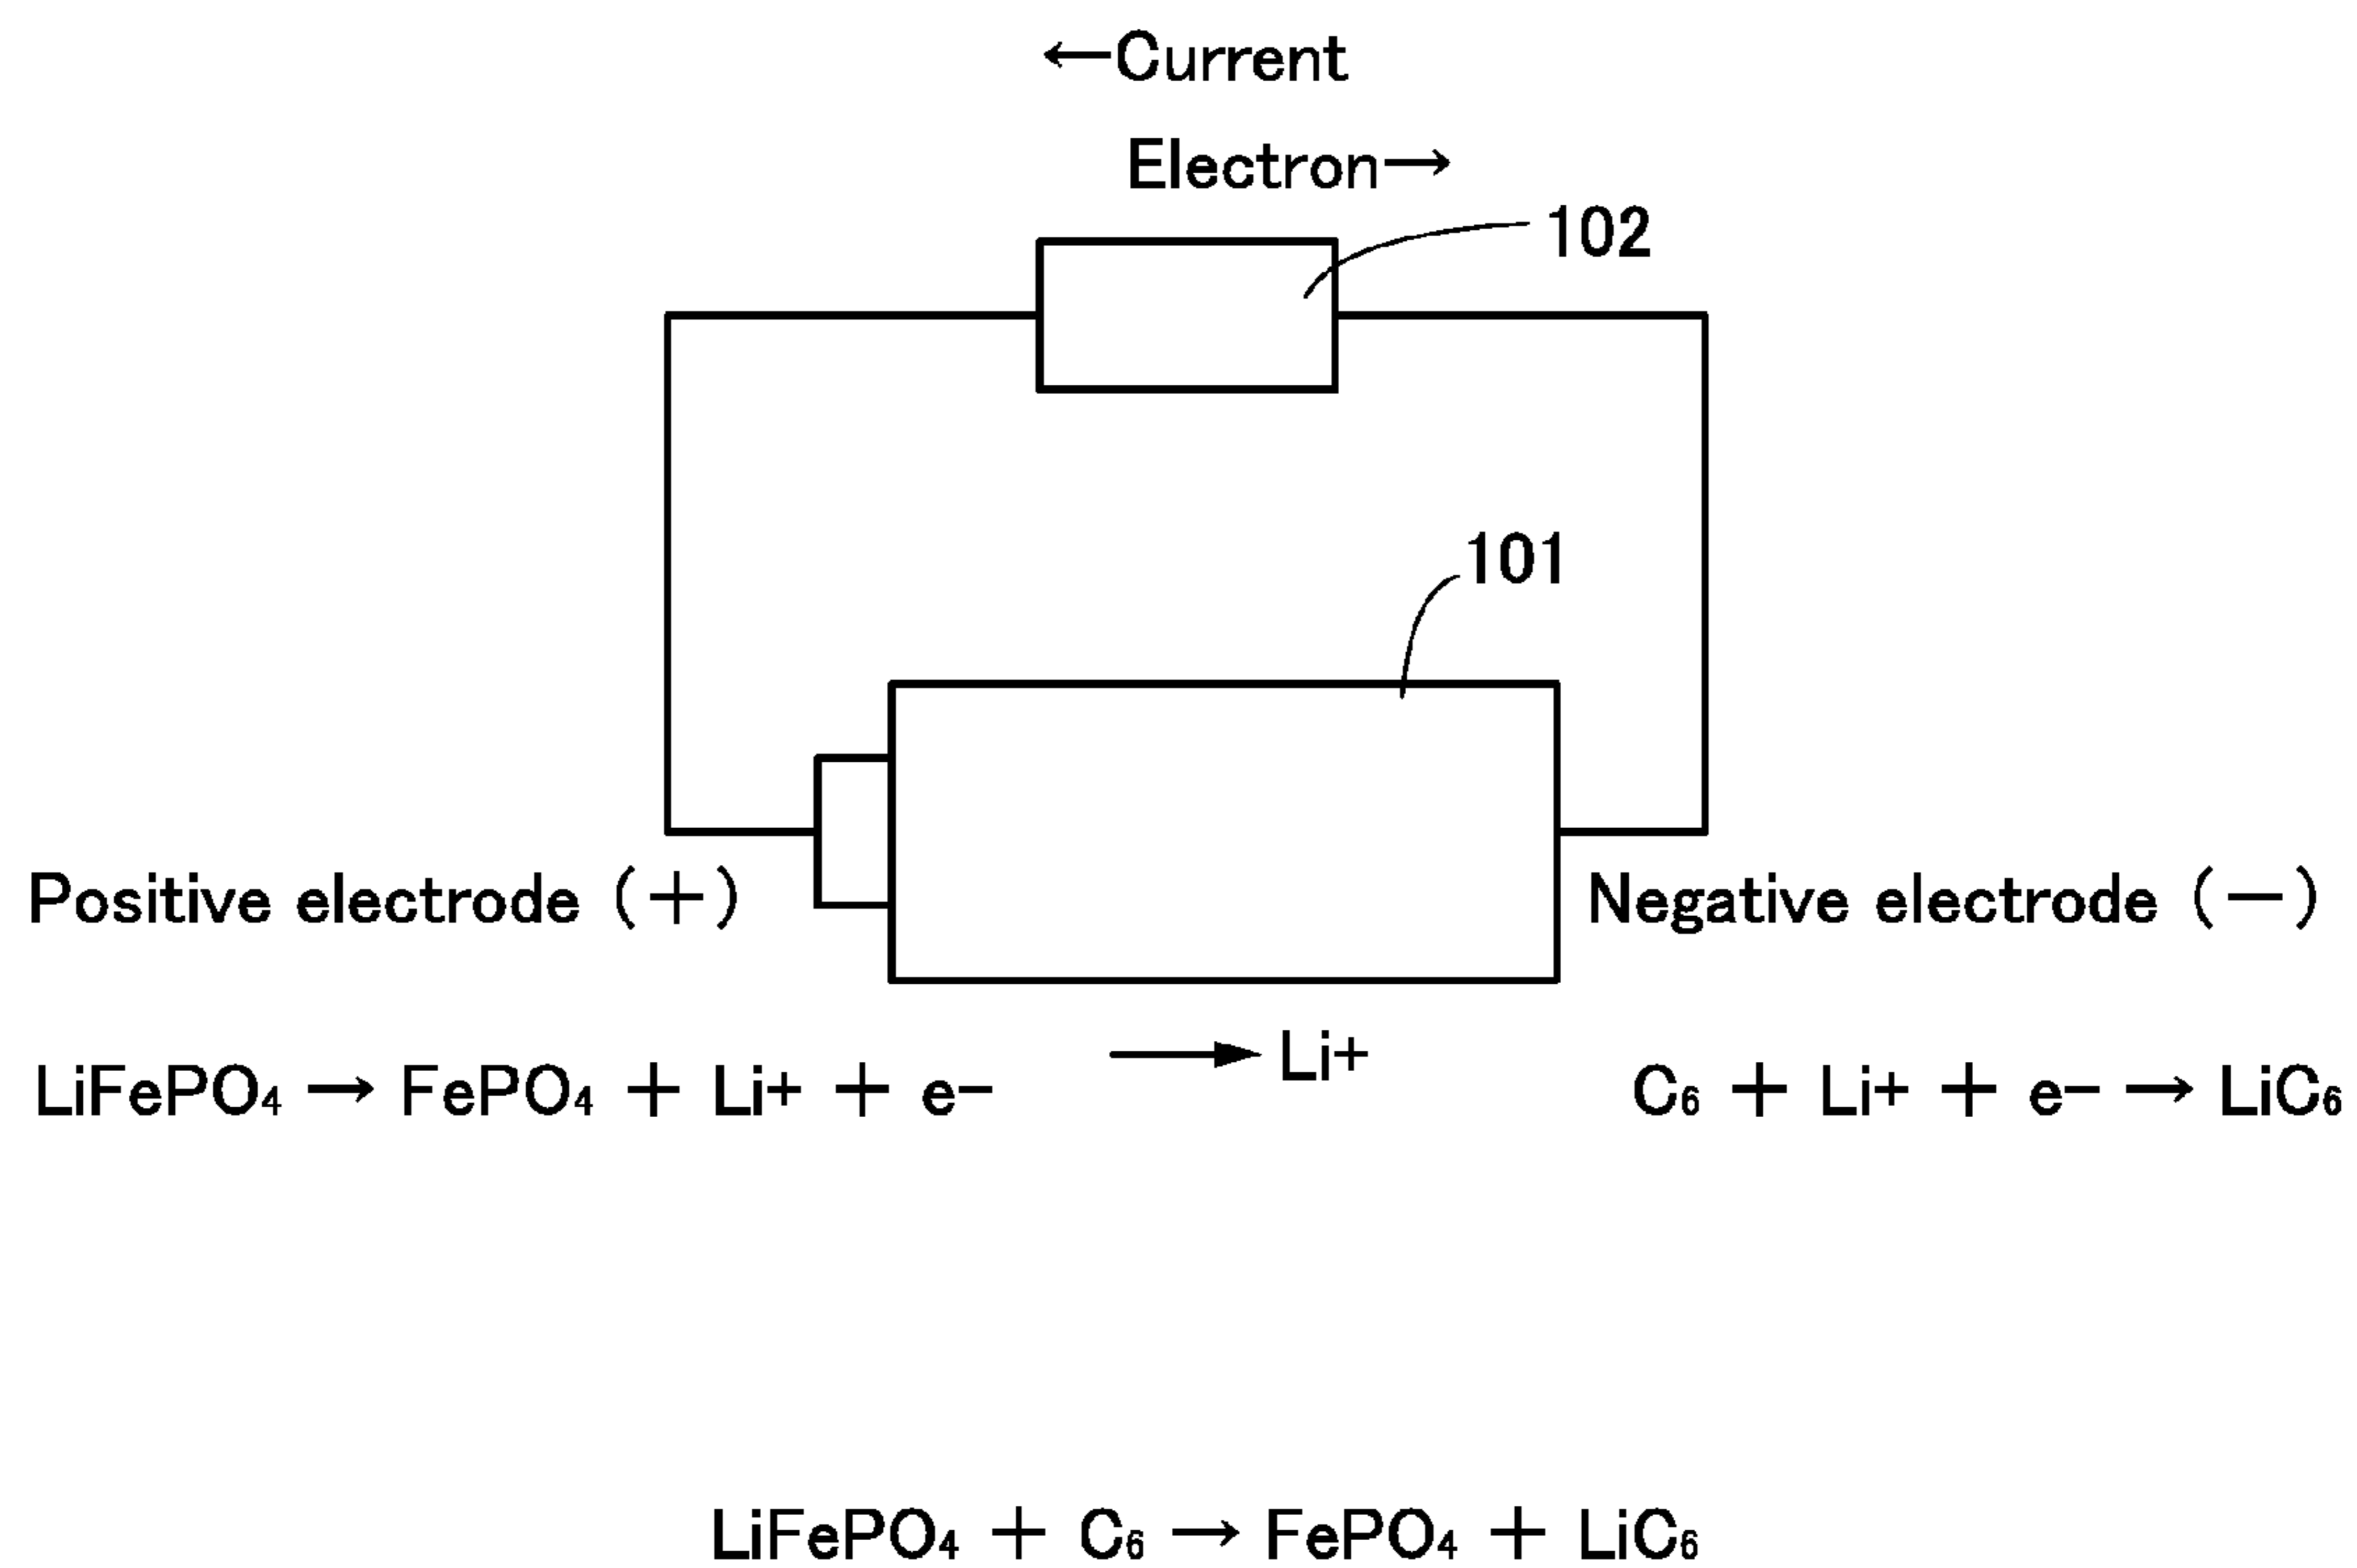 ←Current
Electron→
102
101
Positive electrode (+)
Negative electrode (−)
LiFePO₄ → FePO₄ + Li+ + e−
→ Li+
C₆ + Li+ + e− → LiC₆
LiFePO₄ + C₆ → FePO₄ + LiC₆